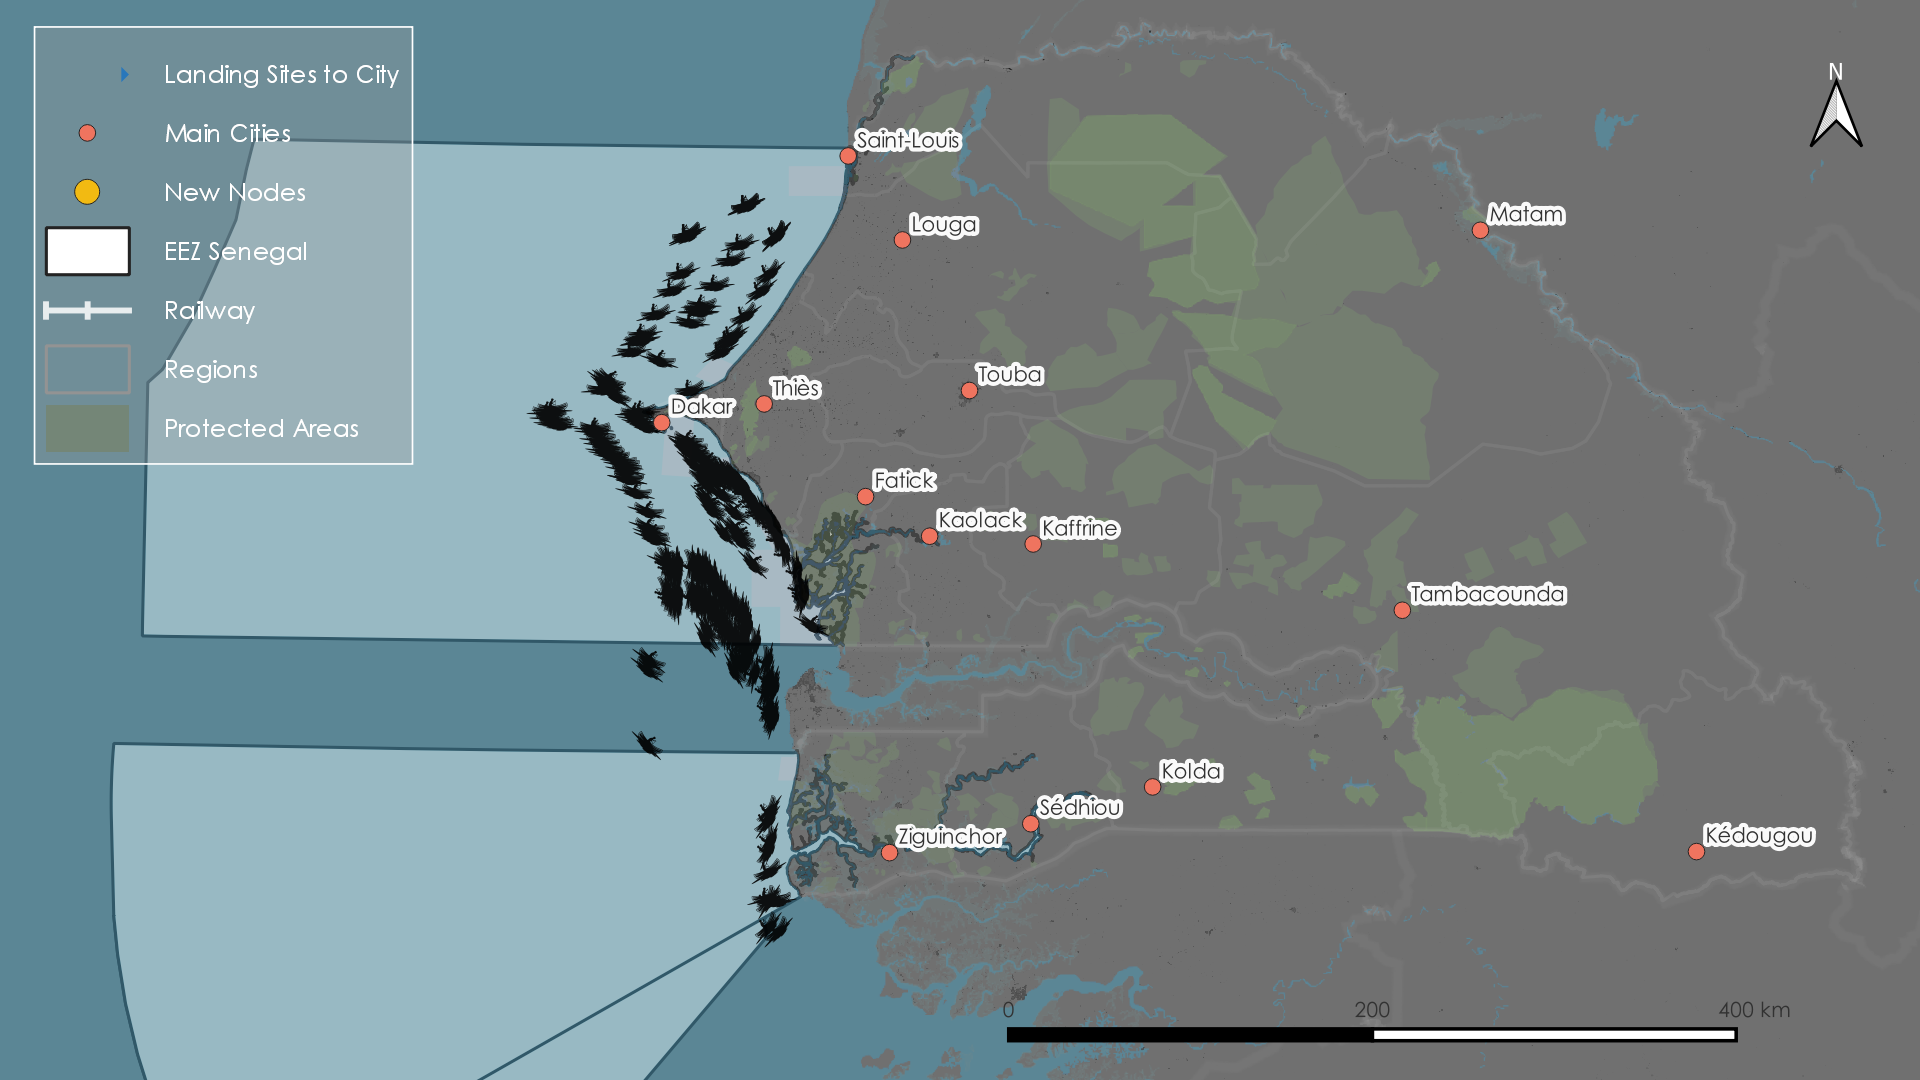 Landing Sites to City
Main Cities
New Nodes
EEZ Senegal
Railway
Regions
Protected Areas
N
Saint-Louis
Louga
Matam
Touba
Thiès
Dakar
Fatick
Kaolack
Kaffrine
Tambacounda
Kolda
Sédhiou
Ziguinchor
Kédougou
0 200 400 km